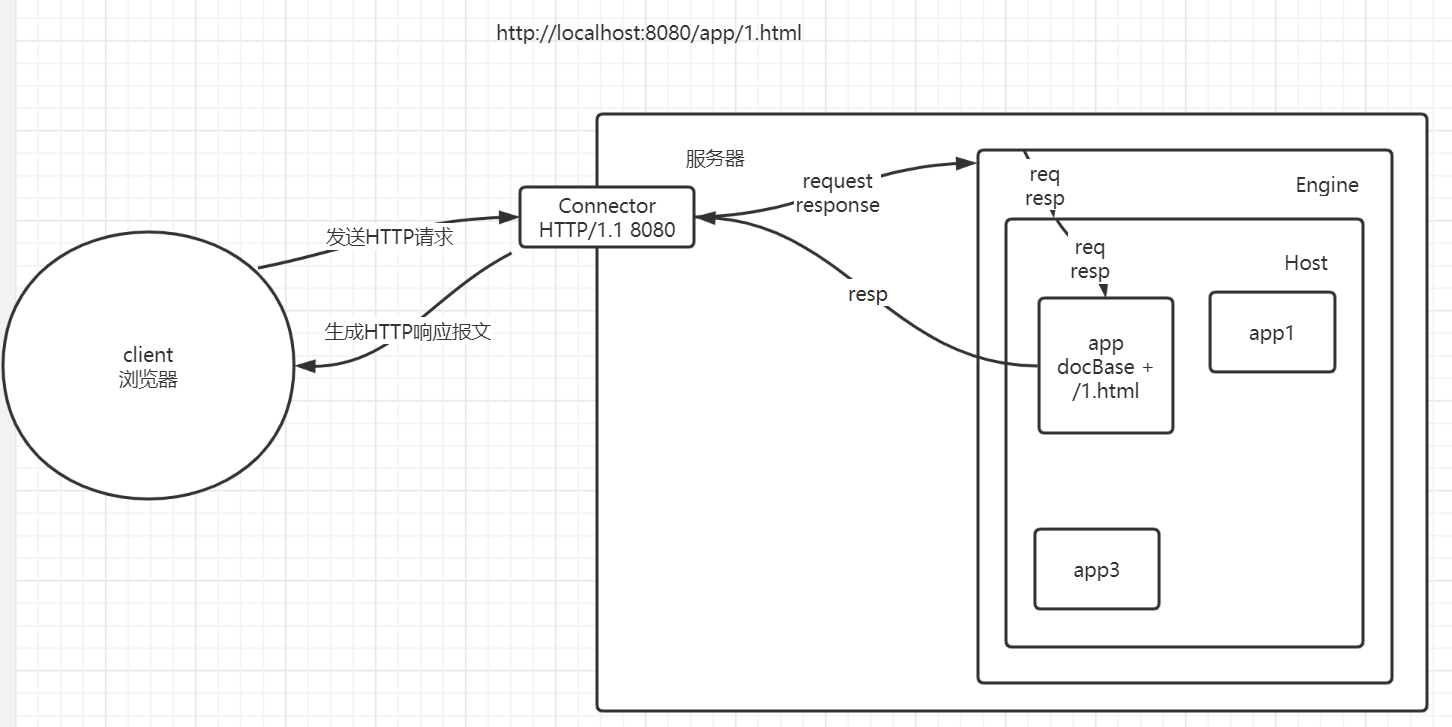 http://localhost:8080/app/1.html
服务器
request
response
req
resp
Engine
Connector
HTTP/1.1 8080
发送HTTP请求
req
resp
Host
resp
生成HTTP响应报文
client
浏览器
app
docBase +
/1.html
app1
app3